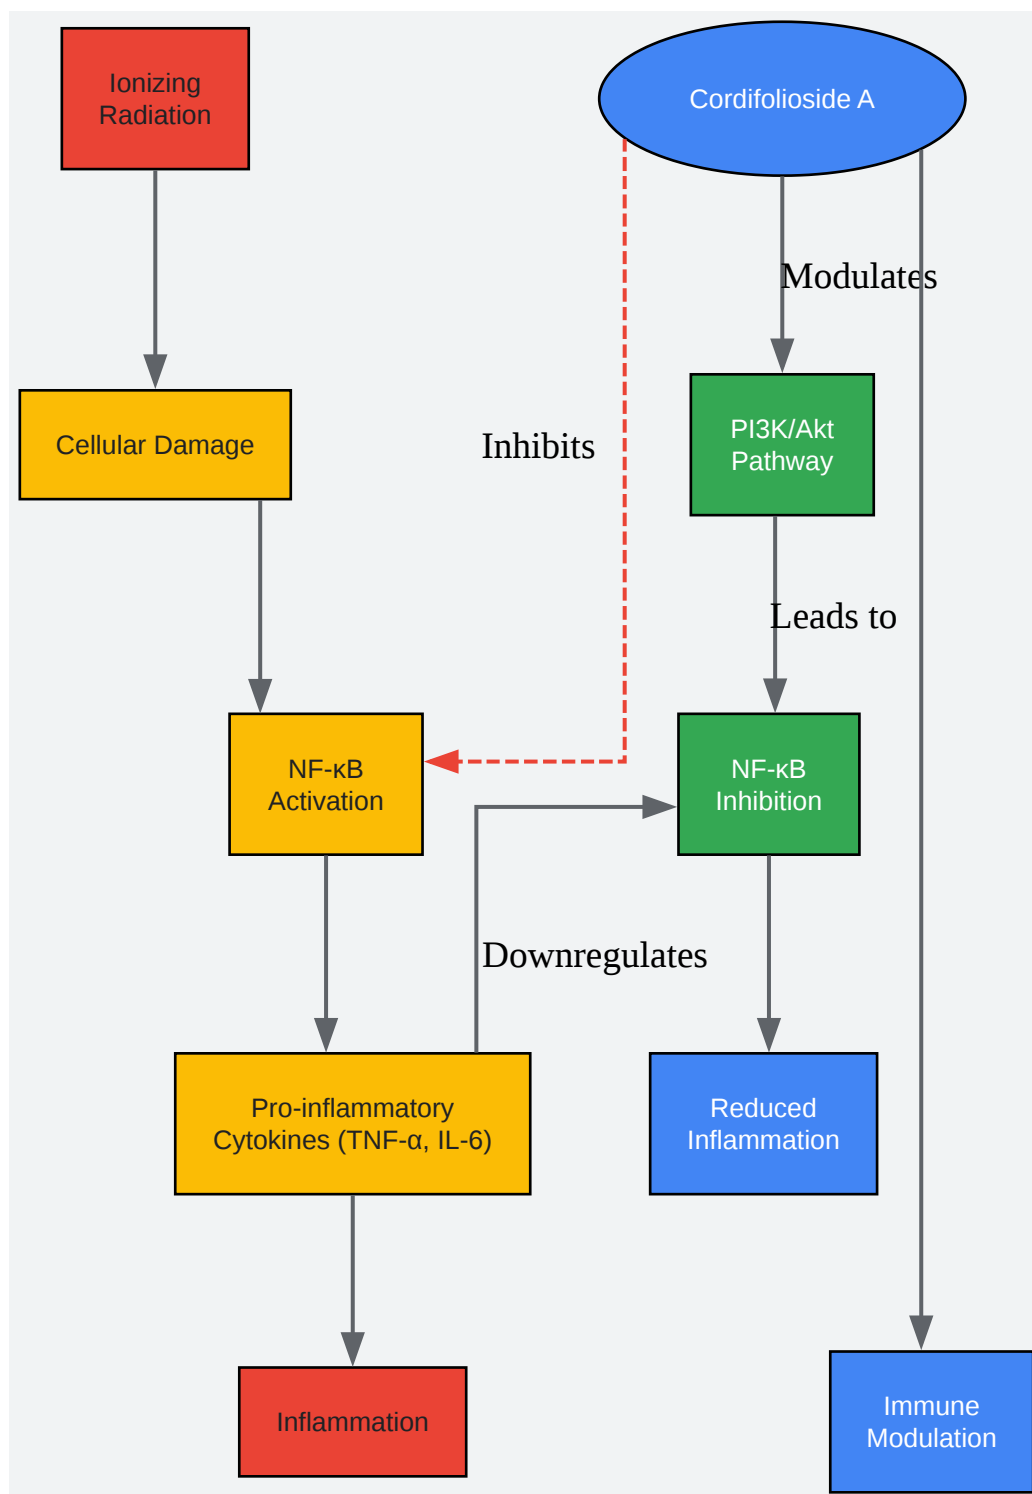 Ionizing
Radiation
Cordifolioside A
Modulates
Cellular Damage
Inhibits
PI3K/Akt
Pathway
Leads to
NF-κB
Activation
NF-κB
Inhibition
Downregulates
Pro-inflammatory
Cytokines (TNF-α, IL-6)
Reduced
Inflammation
Inflammation
Immune
Modulation